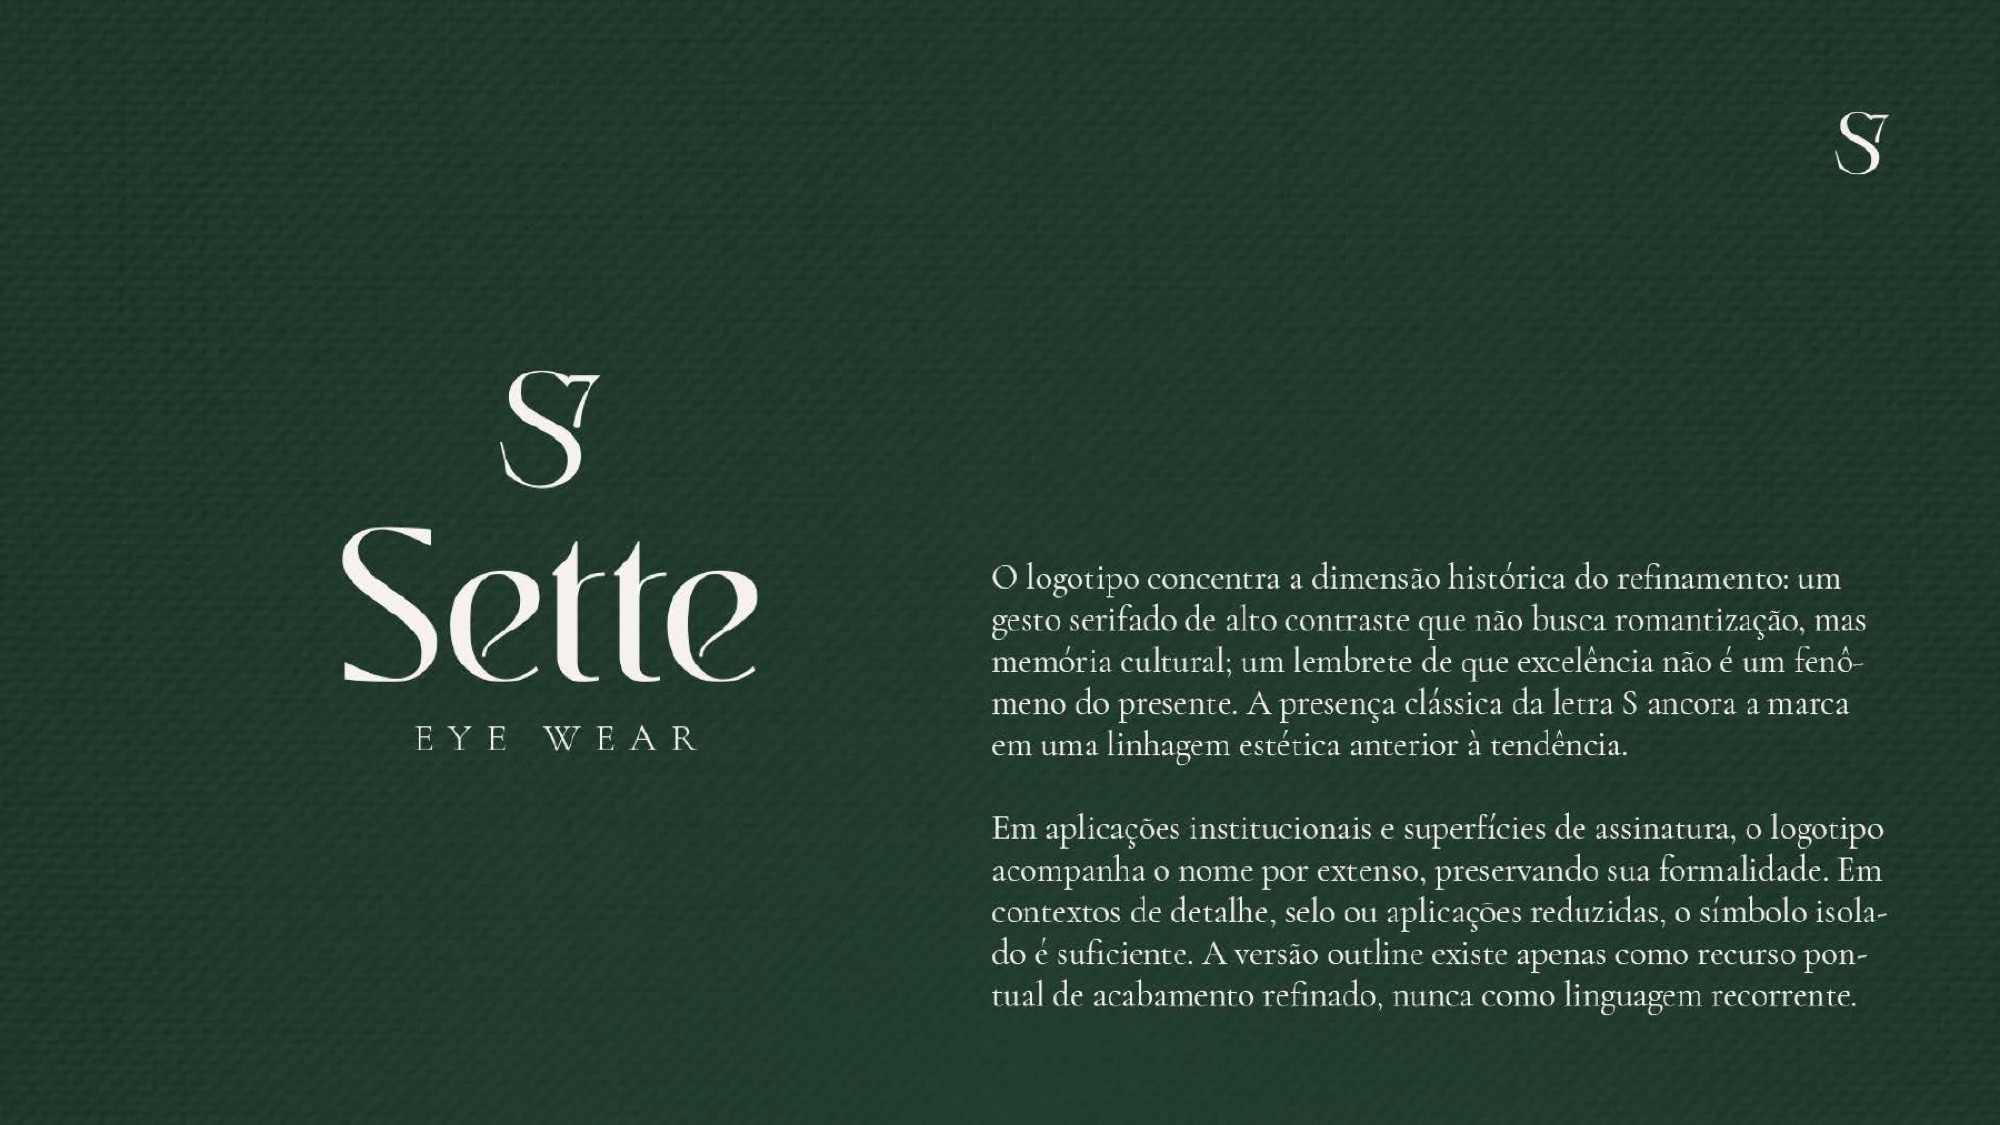 S7
S7
Sette
EYE WEAR
O logotipo concentra a dimensão histórica do refinamento: um
gesto serifado de alto contraste que não busca romantização, mas
memória cultural; um lembrete de que excelência não é um fenô-
meno do presente. A presença clássica da letra S ancora a marca
em uma linhagem estética anterior à tendência.
Em aplicações institucionais e superfícies de assinatura, o logotipo
acompanha o nome por extenso, preservando sua formalidade. Em
contextos de detalhe, selo ou aplicações reduzidas, o símbolo isola-
do é suficiente. A versão outline existe apenas como recurso pon-
tual de acabamento refinado, nunca como linguagem recorrente.